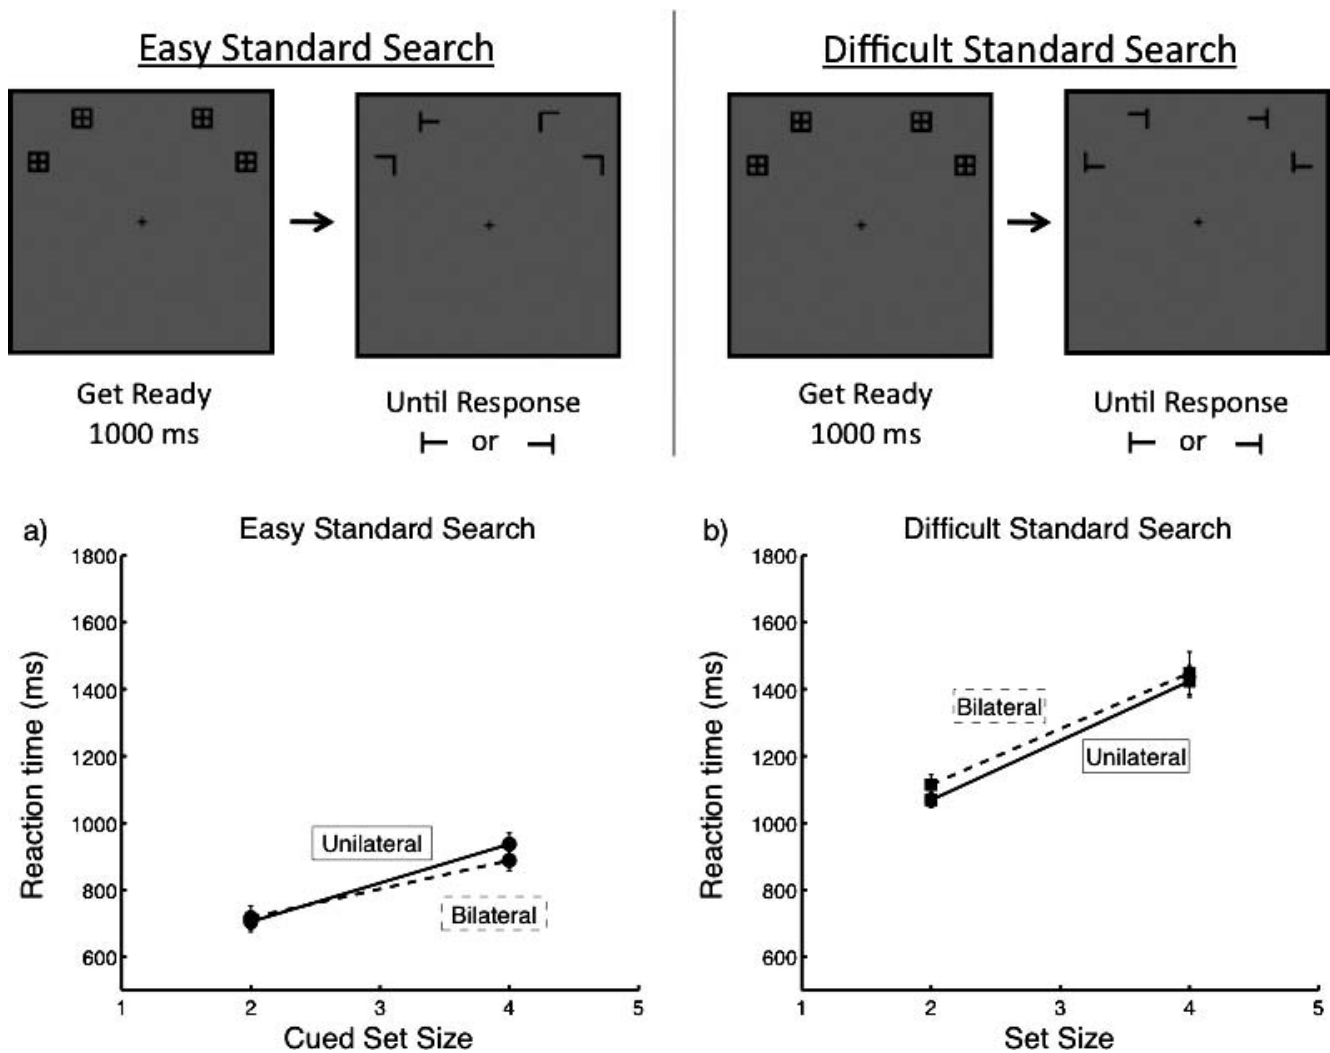 Easy Standard Search
Difficult Standard Search
Get Ready
1000 ms
Until Response
or
Get Ready
1000 ms
Until Response
or
a) Easy Standard Search
1800
1600
1400
1200
1000
800
600
Reaction time (ms)
Unilateral
Bilateral
1 2 3 4 5
Cued Set Size
b) Difficult Standard Search
1800
1600
1400
1200
1000
800
600
Reaction time (ms)
Bilateral
Unilateral
1 2 3 4 5
Set Size